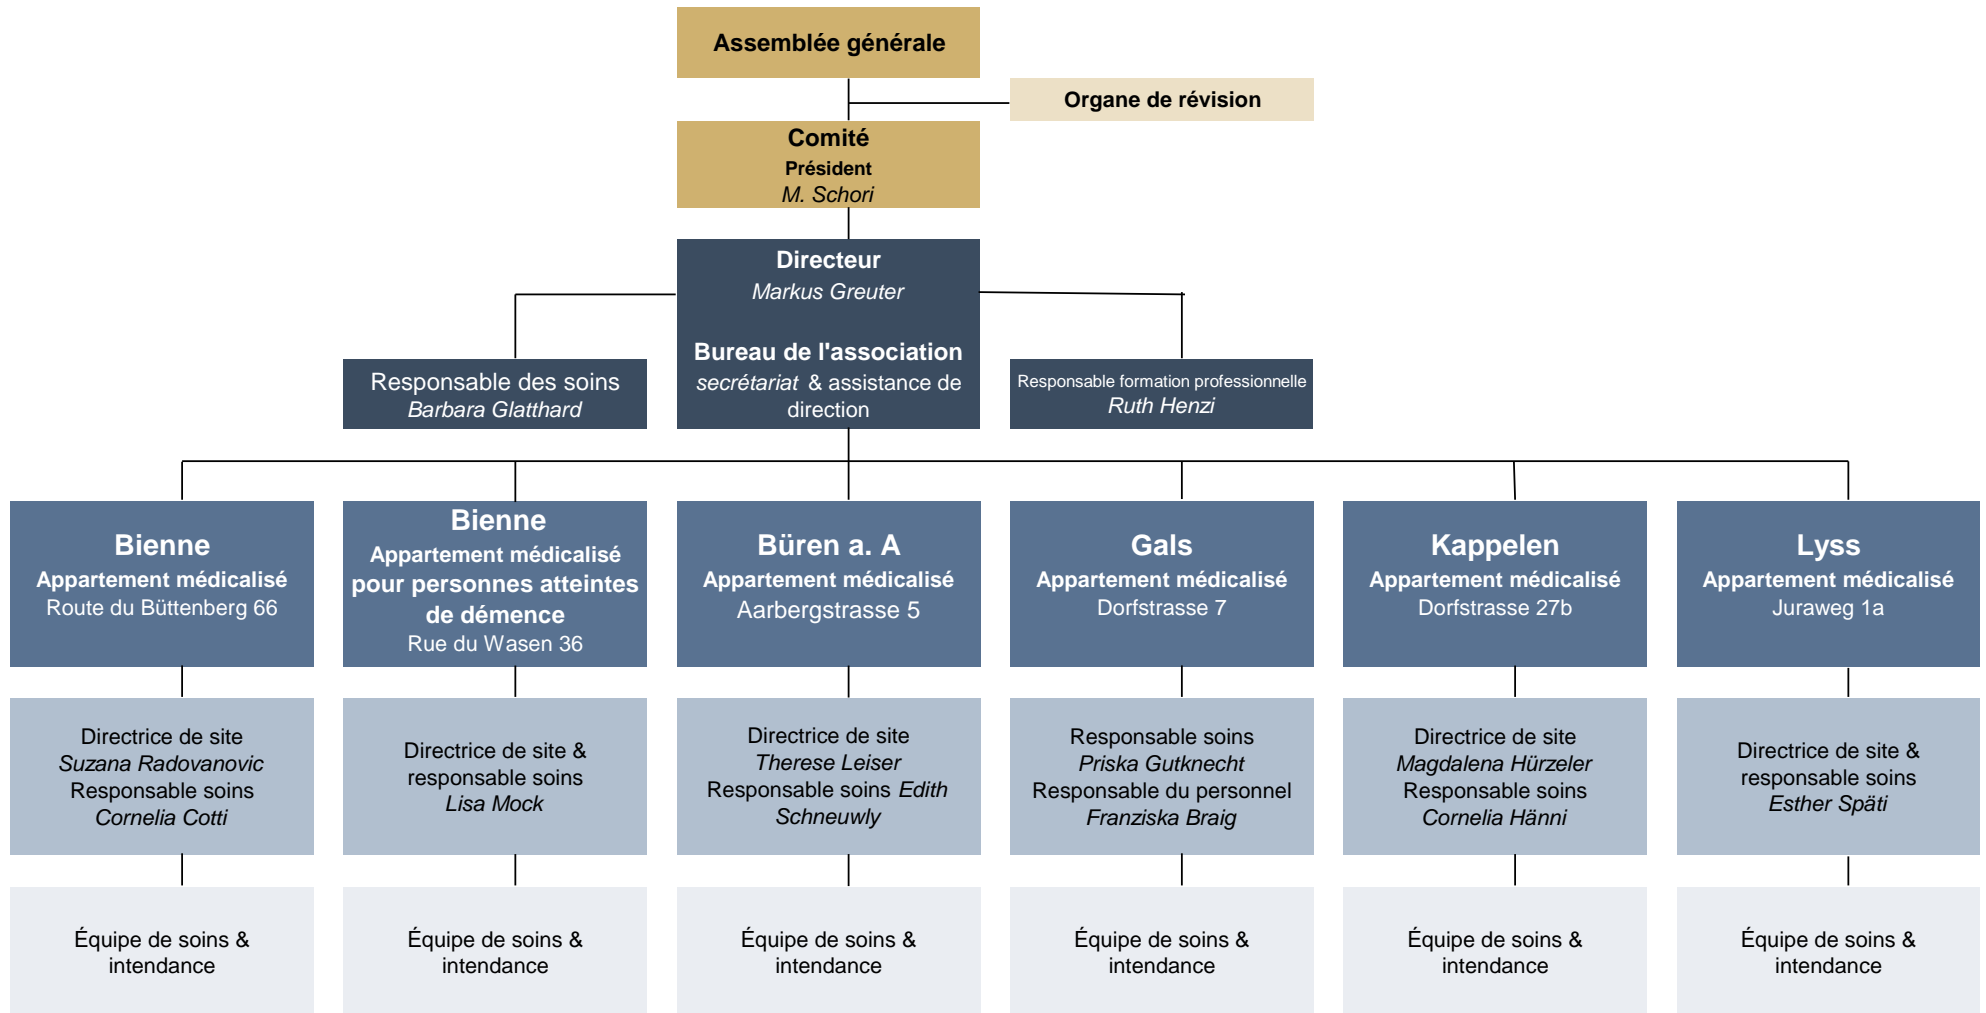 Assemblée générale
Organe de révision
Comité
Président
M. Schori
Directeur
Markus Greuter
Bureau de l'association
secrétariat & assistance de
direction
Responsable des soins
Barbara Glatthard
Responsable formation professionnelle
Ruth Henzi
Bienne
Appartement médicalisé
Route du Büttenberg 66
Bienne
Appartement médicalisé
pour personnes atteintes
de démence
Rue du Wasen 36
Büren a. A
Appartement médicalisé
Aarbergstrasse 5
Gals
Appartement médicalisé
Dorfstrasse 7
Kappelen
Appartement médicalisé
Dorfstrasse 27b
Lyss
Appartement médicalisé
Juraweg 1a
Directrice de site
Suzana Radovanovic
Responsable soins
Cornelia Cotti
Directrice de site &
responsable soins
Lisa Mock
Directrice de site
Therese Leiser
Responsable soins Edith
Schneuwly
Responsable soins
Priska Gutknecht
Responsable du personnel
Franziska Braig
Directrice de site
Magdalena Hürzeler
Responsable soins
Cornelia Hänni
Directrice de site &
responsable soins
Esther Späti
Équipe de soins &
intendance
Équipe de soins &
intendance
Équipe de soins &
intendance
Équipe de soins &
intendance
Équipe de soins &
intendance
Équipe de soins &
intendance